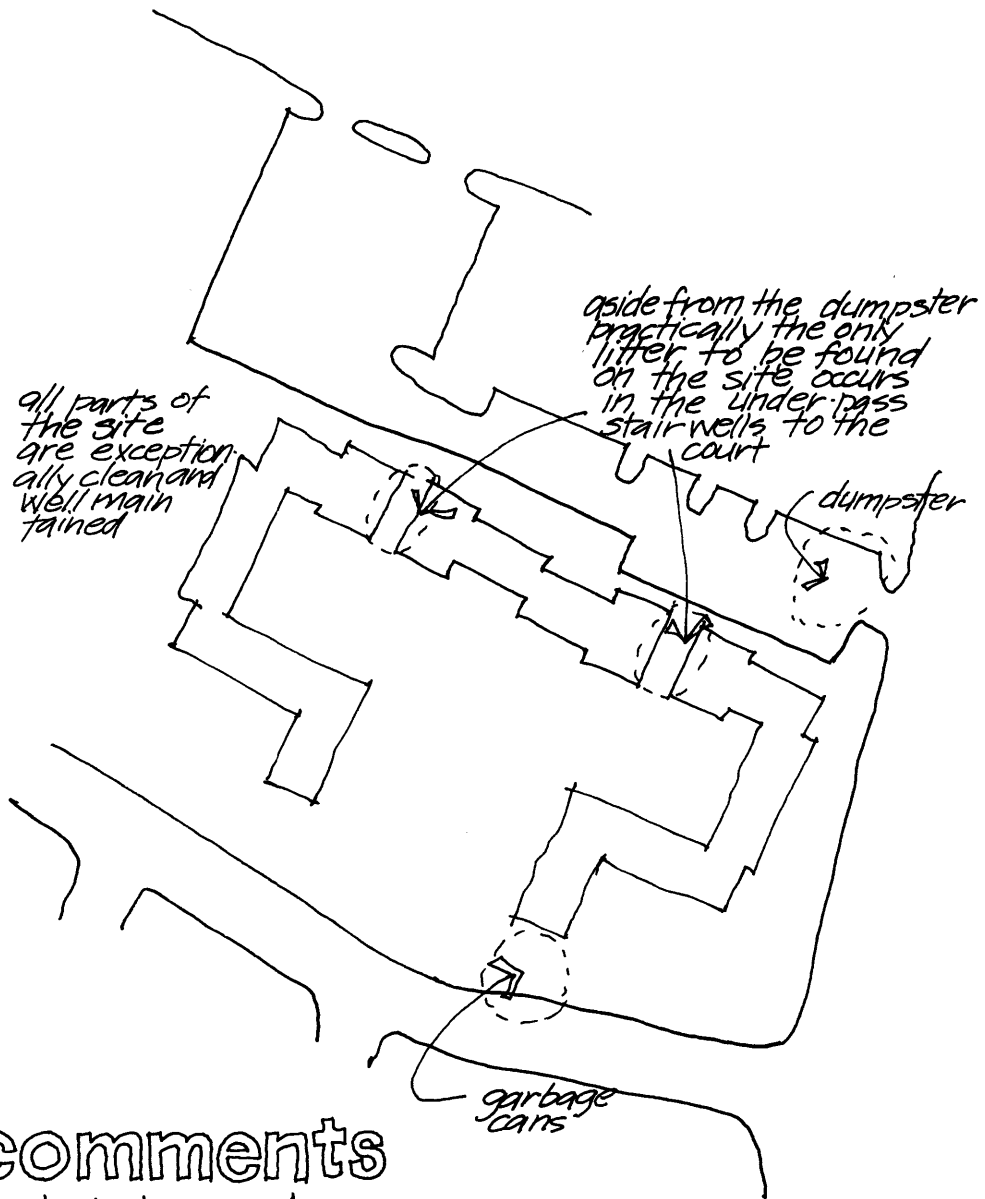 aside from the dumpster
practically the only
litter to be found
on the site occurs
in the under-pass
stairwells to the
court
all parts of
the site
are exception-
ally clean and
well main
tained
dumpster
garbage
cans
comments